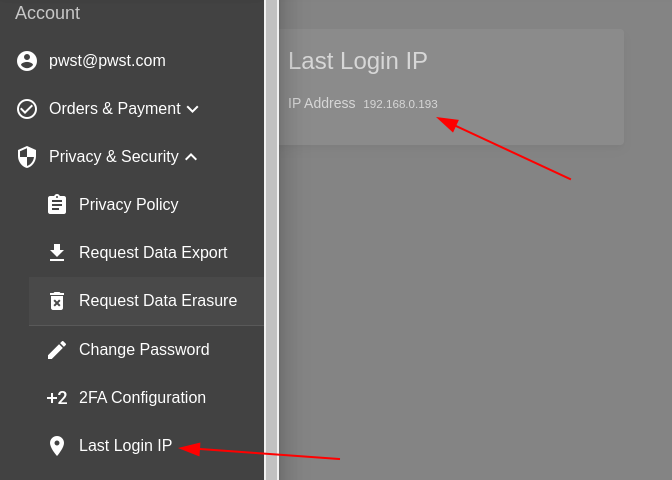 Account
pwst@pwst.com
Orders & Payment
Privacy & Security
Privacy Policy
Request Data Export
Request Data Erasure
Change Password
+2 2FA Configuration
Last Login IP
Last Login IP
IP Address 192.168.0.193